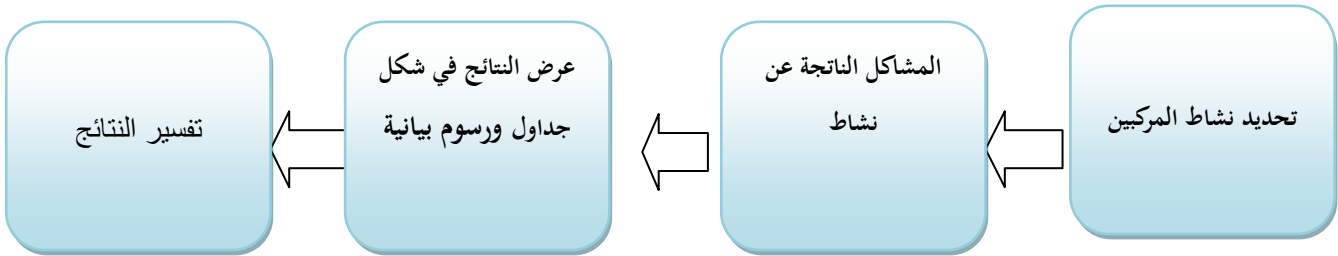 تحديد نشاط المركبين
المشاكل الناتجة عن
نشاط
عرض النتائج في شكل
جداول ورسوم بيانية
تفسير النتائج